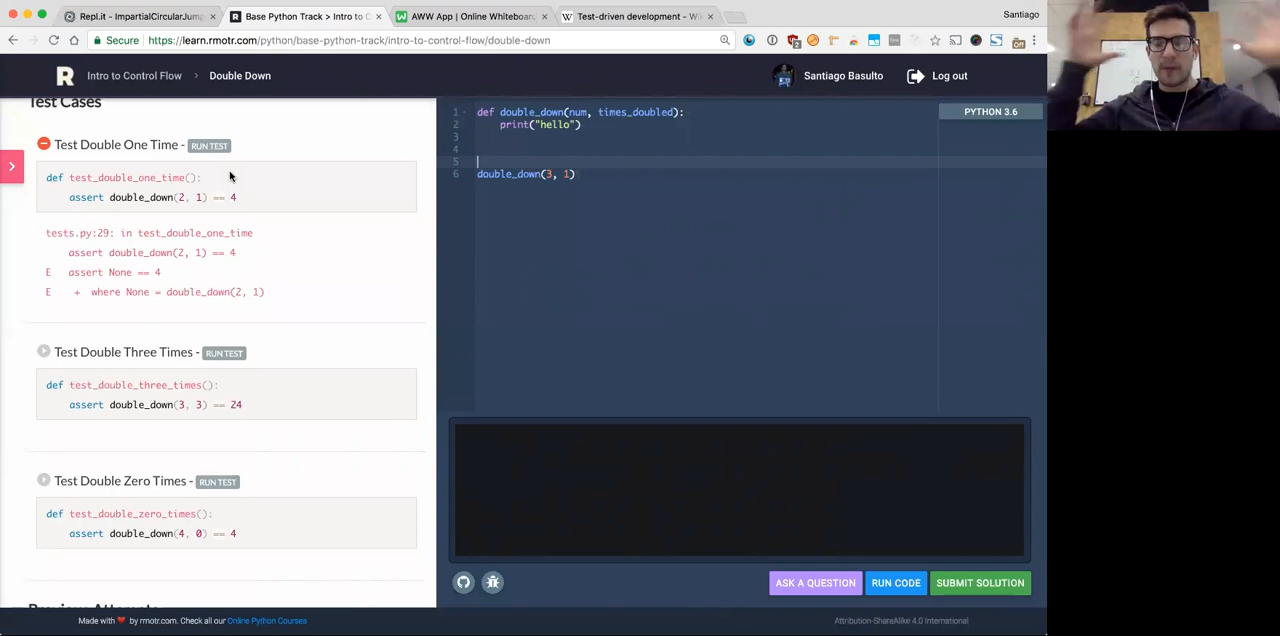 Repl.it - ImpartialCircularJump
Base Python Track > Intro to C
AWW App | Online Whiteboard
Test-driven development - Wi
Santiago
Secure
https://learn.rmotr.com/python/base-python-track/intro-to-control-flow/double-down
Intro to Control Flow > Double Down
Santiago Basulto
Log out
Test Cases
Test Double One Time - RUN TEST
def test_double_one_time():
assert double_down(2, 1) == 4
tests.py:29: in test_double_one_time
assert double_down(2, 1) == 4
E assert None == 4
E + where None = double_down(2, 1)
Test Double Three Times - RUN TEST
def test_double_three_times():
assert double_down(3, 3) == 24
Test Double Zero Times - RUN TEST
def test_double_zero_times():
assert double_down(4, 0) == 4
Previous Attempts
1 def double_down(num, times_doubled):
2 print("hello")
3
4
5
6 double_down(3, 1)
PYTHON 3.6
ASK A QUESTION
RUN CODE
SUBMIT SOLUTION
Made with ❤ by rmotr.com. Check all our Online Python Courses
Attribution-ShareAlike 4.0 International